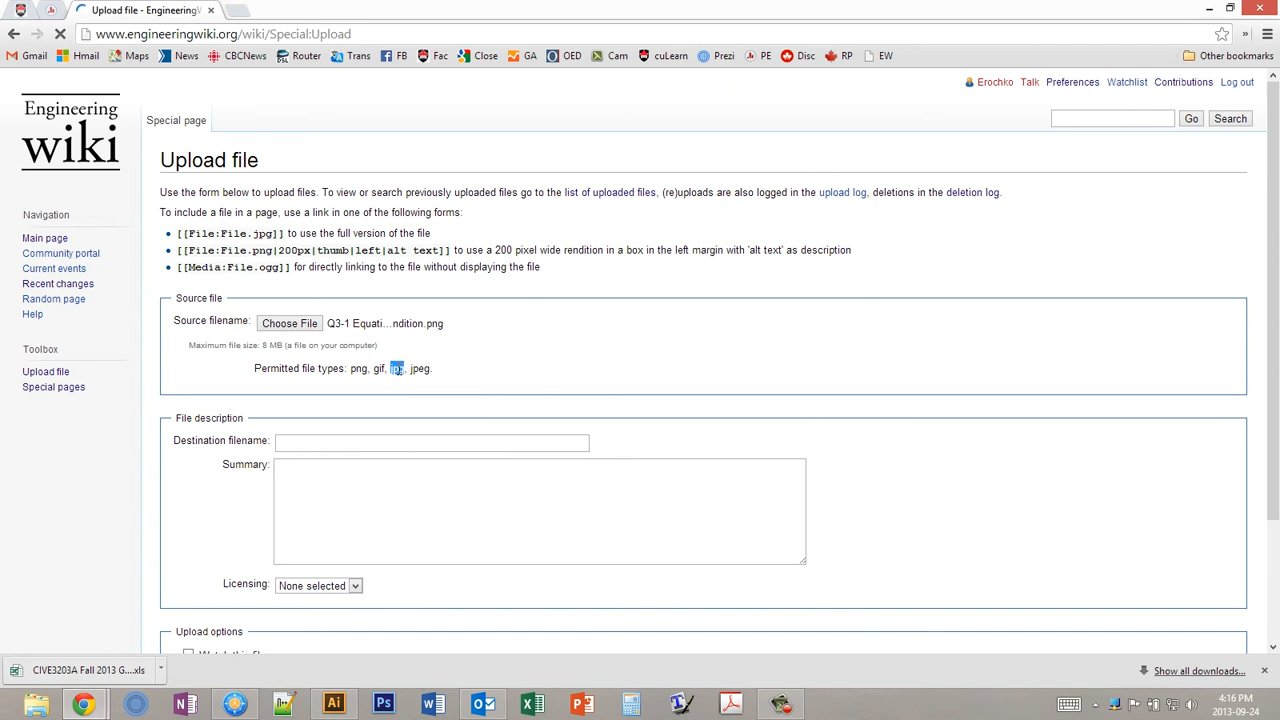 Upload file - EngineeringW
www.engineeringwiki.org/wiki/Special:Upload
Gmail Hmail Maps News CBCNews Router Trans FB Fac Close GA OED Cam cuLearn Prezi PE Disc RP EW Other bookmarks
Erochko Talk Preferences Watchlist Contributions Log out
Engineering
wiki
Special page
Go Search
Upload file
Use the form below to upload files. To view or search previously uploaded files go to the list of uploaded files, (re)uploads are also logged in the upload log, deletions in the deletion log.
To include a file in a page, use a link in one of the following forms:
[[File:File.jpg]] to use the full version of the file
[[File:File.png|200px|thumb|left|alt text]] to use a 200 pixel wide rendition in a box in the left margin with 'alt text' as description
[[Media:File.ogg]] for directly linking to the file without displaying the file
Navigation
Main page
Community portal
Current events
Recent changes
Random page
Help
Toolbox
Upload file
Special pages
Source file
Source filename: Choose File Q3-1 Equati...ndition.png
Maximum file size: 8 MB (a file on your computer)
Permitted file types: png, gif, jpg, jpeg.
File description
Destination filename:
Summary:
Licensing: None selected
Upload options
CIVE3203A Fall 2013 G....xls
Show all downloads...
4:16 PM
2013-09-24